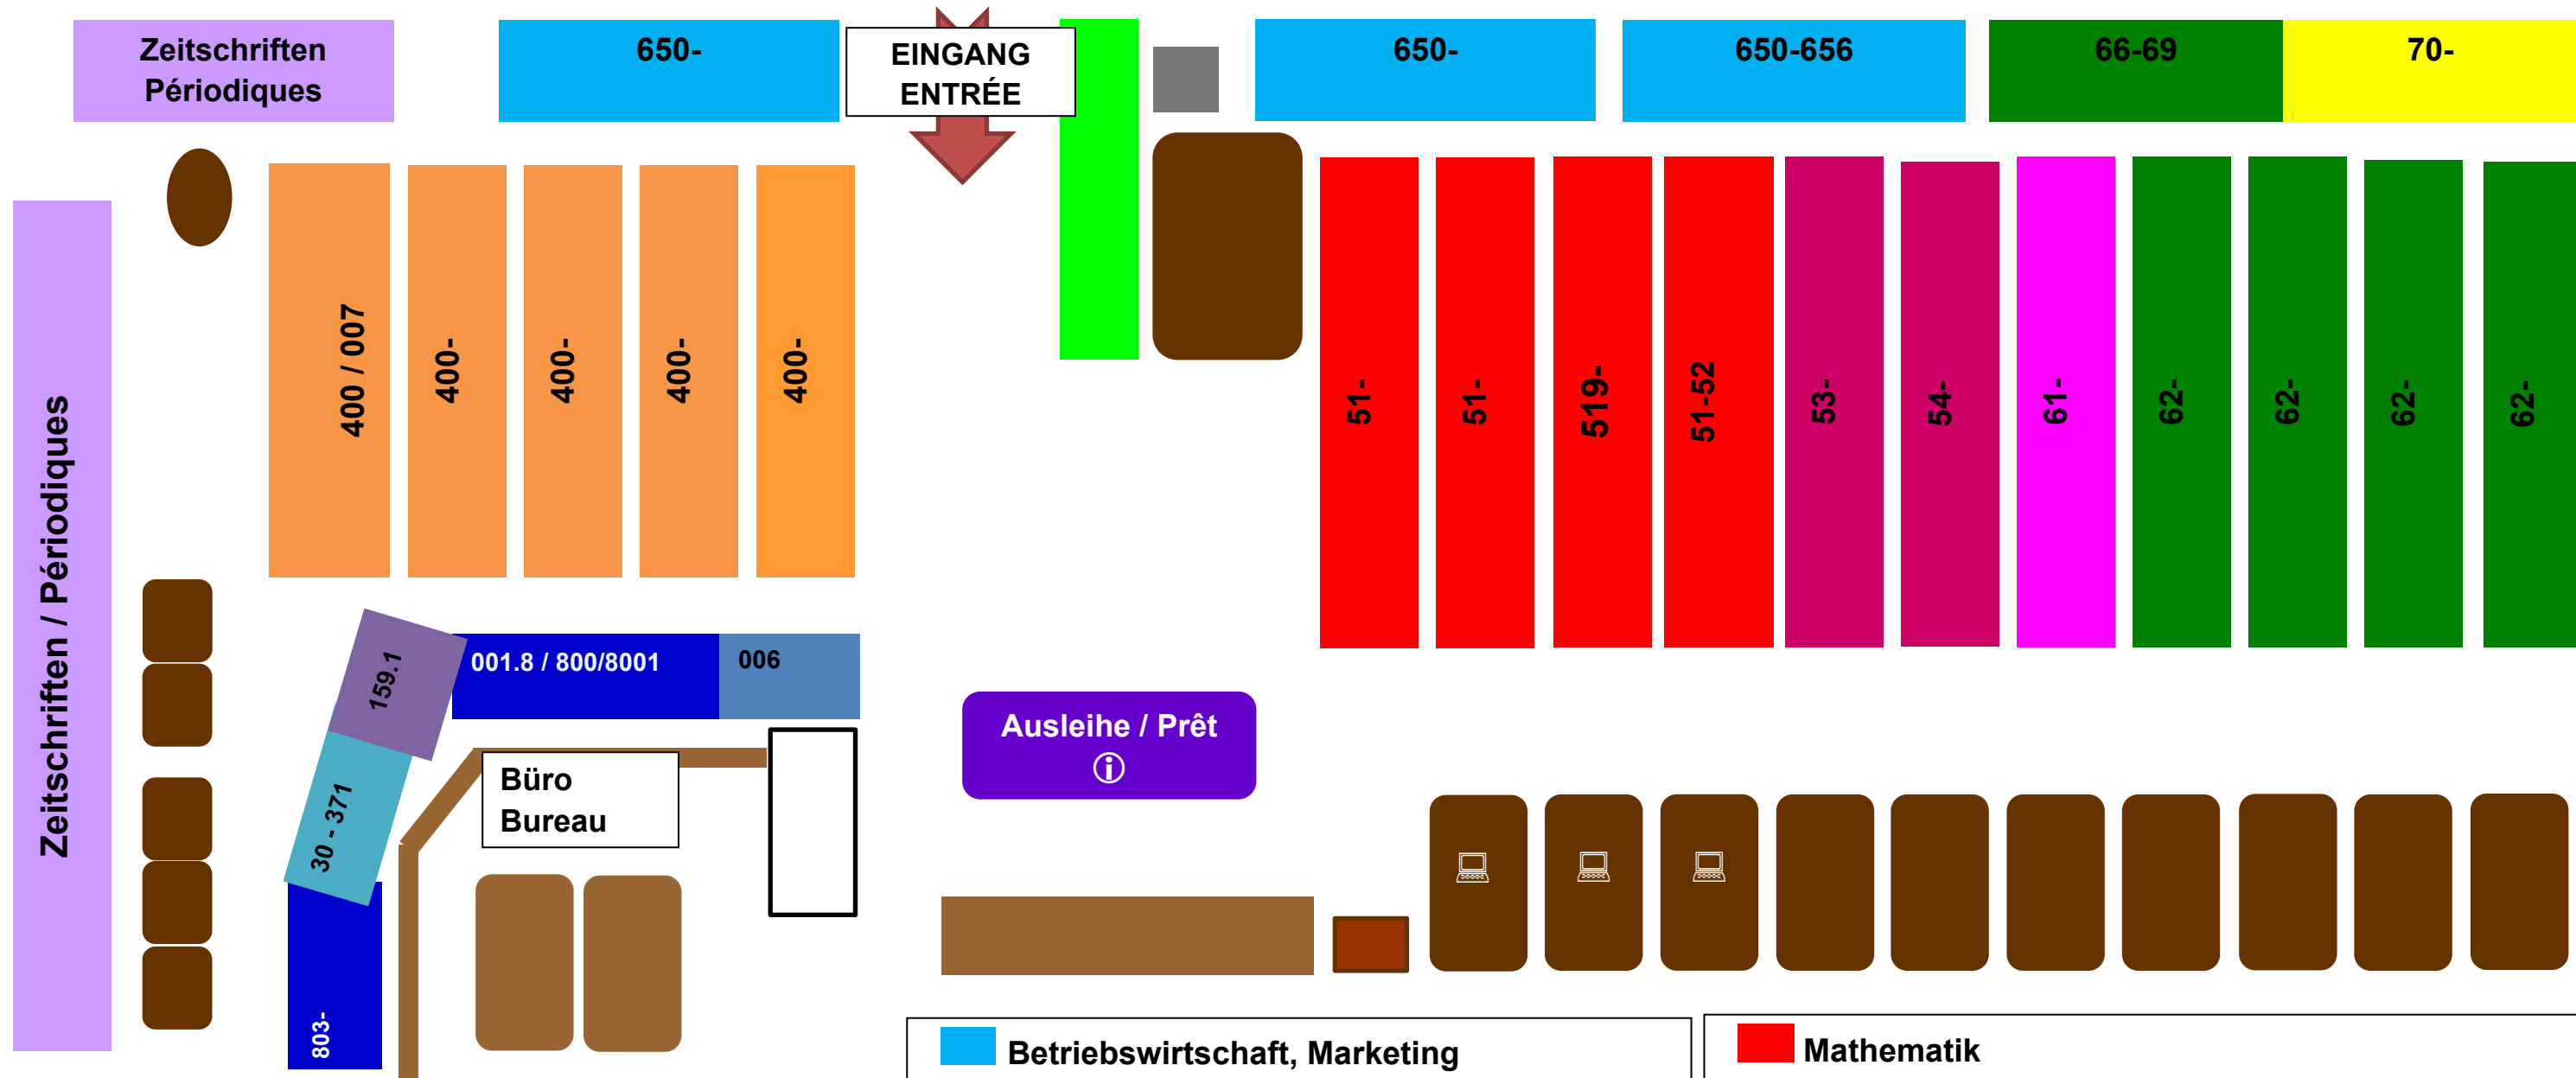 Zeitschriften
Périodiques
650-
EINGANG
ENTRÉE
650-
650-656
66-69
70-
Zeitschriften / Périodiques
400 / 007
400-
400-
400-
400-
51-
51-
519-
51-52
53-
54-
61-
62-
62-
62-
62-
159.1
001.8 / 800/8001
006
30 - 371
803-
Büro
Bureau
Ausleihe / Prêt
Betriebswirtschaft, Marketing
Mathematik